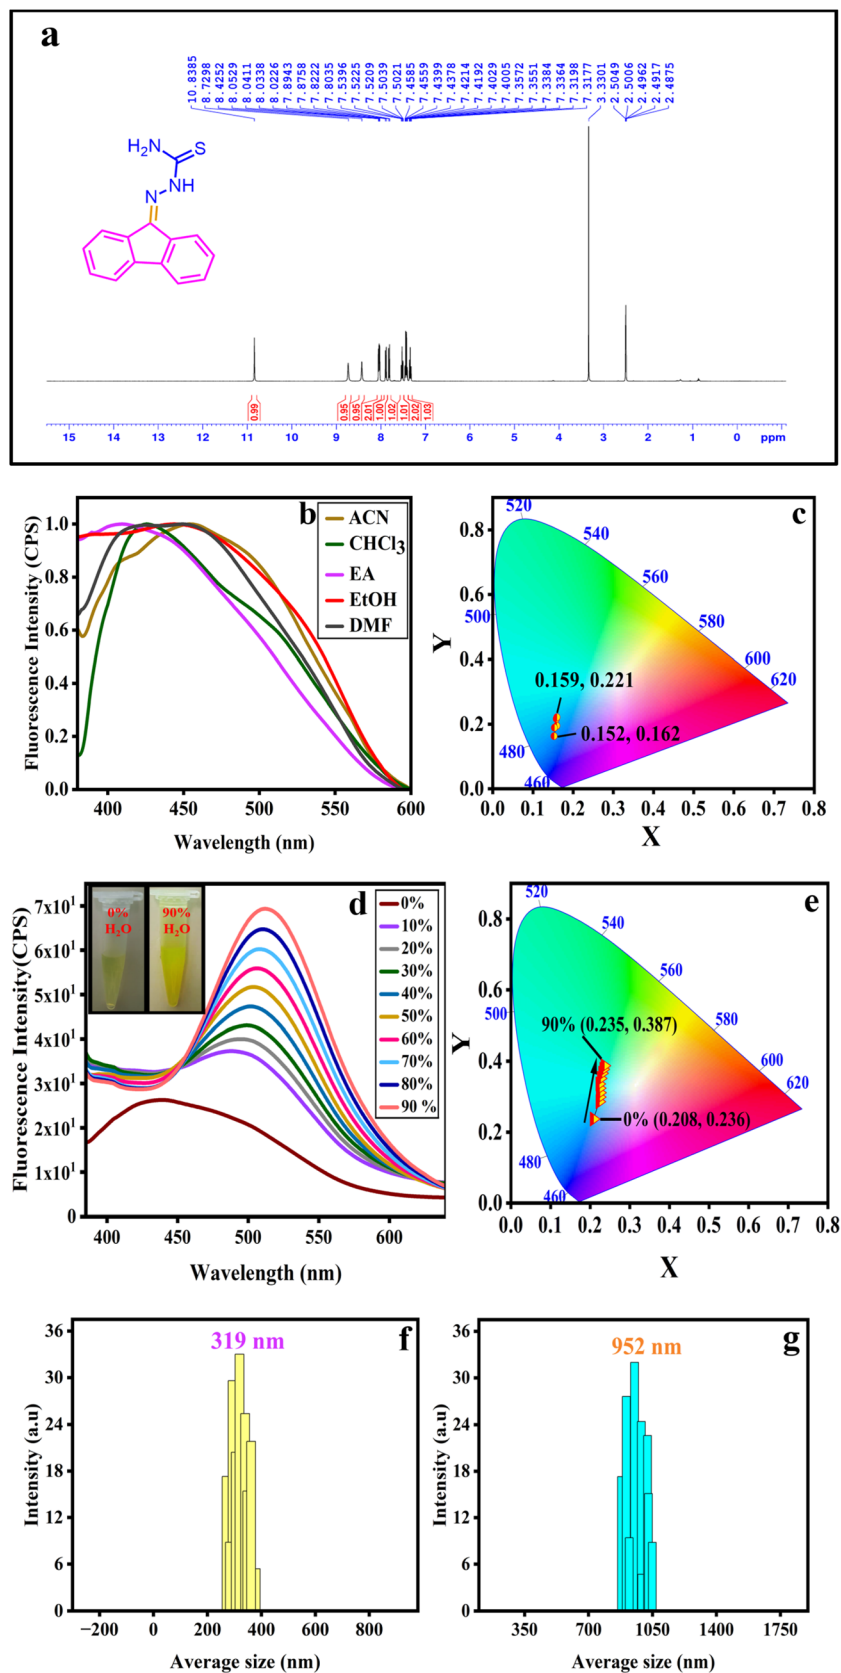 a
10.8385
8.7298
8.4252
8.0529
8.0411
8.0338
8.0226
7.8943
7.8758
7.8222
7.8035
7.5396
7.5225
7.5209
7.5039
7.5021
7.4585
7.4559
7.4399
7.4378
7.4214
7.4192
7.4029
7.4005
7.3572
7.3551
7.3384
7.3364
7.3198
7.3177
3.3301
2.5049
2.5006
2.4962
2.4917
2.4875
H₂N
S
NH
N
0.99
0.95
0.95
2.01
1.00
1.02
1.01
2.02
1.03
15 14 13 12 11 10 9 8 7 6 5 4 3 2 1 0 ppm
b
ACN
CHCl3
EA
EtOH
DMF
Fluorescence Intensity (CPS)
1.0
0.8
0.6
0.4
0.2
0.0
400 450 500 550 600
Wavelength (nm)
c
520
540
560
580
600
620
500
480
460
0.159, 0.221
0.152, 0.162
Y
0.8
0.6
0.4
0.2
0.0
0.0 0.1 0.2 0.3 0.4 0.5 0.6 0.7 0.8
X
d
0%
H₂O
90%
H₂O
0%
10%
20%
30%
40%
50%
60%
70%
80%
90 %
Fluorescence Intensity(CPS)
7x10¹
6x10¹
5x10¹
4x10¹
3x10¹
2x10¹
1x10¹
0
400 450 500 550 600
Wavelength (nm)
e
520
540
560
580
600
620
500
480
460
90% (0.235, 0.387)
0% (0.208, 0.236)
Y
0.8
0.6
0.4
0.2
0.0
0.0 0.1 0.2 0.3 0.4 0.5 0.6 0.7 0.8
X
f
319 nm
Intensity (a.u)
36
30
24
18
12
6
0
−200 0 200 400 600 800
Average size (nm)
g
952 nm
Intensity (a.u)
36
30
24
18
12
6
0
350 700 1050 1400 1750
Average size (nm)